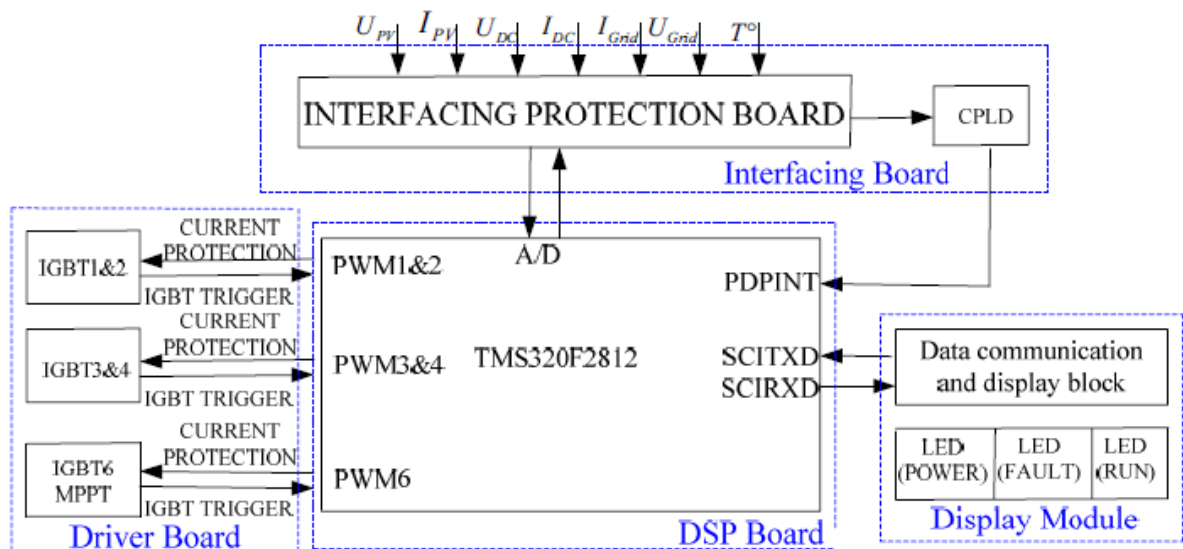 U_PV I_PV U_DC I_DC I_Grid U_Grid T°
INTERFACING PROTECTION BOARD
CPLD
Interfacing Board
CURRENT
PROTECTION
IGBT1&2
IGBT TRIGGER
CURRENT
PROTECTION
IGBT3&4
IGBT TRIGGER
CURRENT
PROTECTION
IGBT6
MPPT
IGBT TRIGGER
Driver Board
A/D
PWM1&2
PDPINT
PWM3&4
TMS320F2812
SCITXD
SCIRXD
PWM6
DSP Board
Data communication
and display block
LED
(POWER)
LED
(FAULT)
LED
(RUN)
Display Module